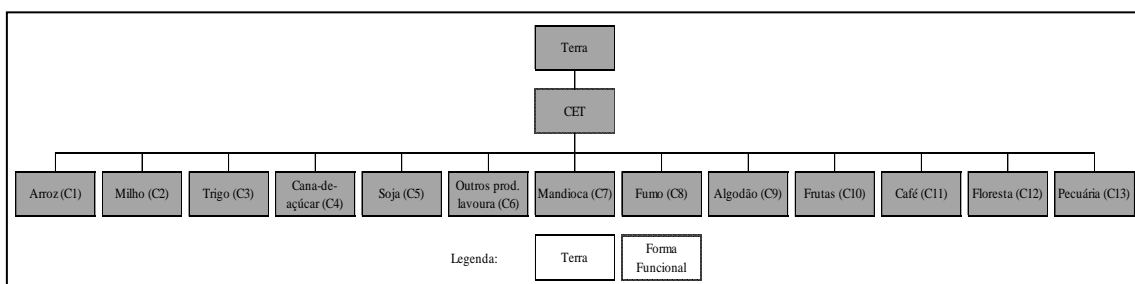 Terra
CET
Arroz (C1)
Milho (C2)
Trigo (C3)
Cana-de-
açúcar (C4)
Soja (C5)
Outros prod.
lavoura (C6)
Mandioca (C7)
Fumo (C8)
Algodão (C9)
Frutas (C10)
Café (C11)
Floresta (C12)
Pecuária (C13)
Legenda:
Terra
Forma
Funcional